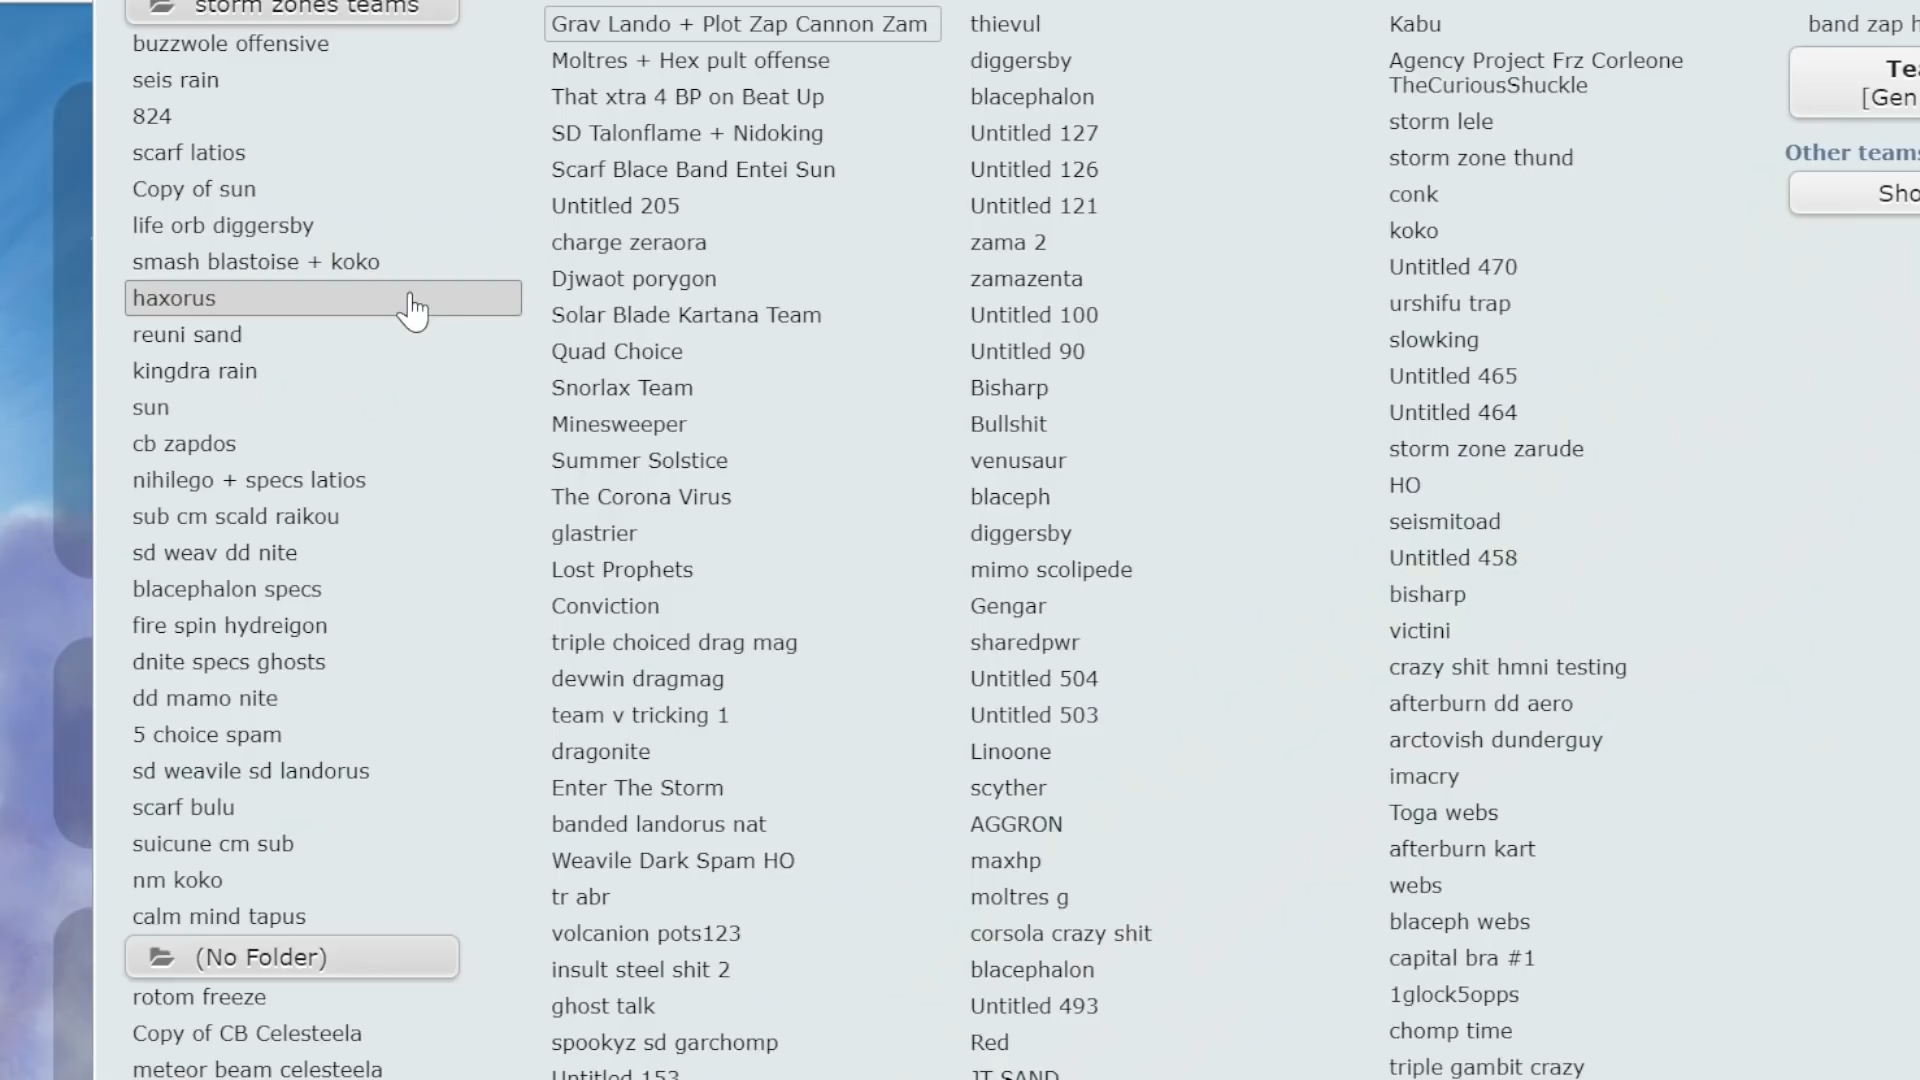 storm zones teams
buzzwole offensive
seis rain
824
scarf latios
Copy of sun
life orb diggersby
smash blastoise + koko
haxorus
reuni sand
kingdra rain
sun
cb zapdos
nihilego + specs latios
sub cm scald raikou
sd weav dd nite
blacephalon specs
fire spin hydreigon
dnite specs ghosts
dd mamo nite
5 choice spam
sd weavile sd landorus
scarf bulu
suicune cm sub
nm koko
calm mind tapus
(No Folder)
rotom freeze
Copy of CB Celesteela
meteor beam celesteela
Grav Lando + Plot Zap Cannon Zam
Moltres + Hex pult offense
That xtra 4 BP on Beat Up
SD Talonflame + Nidoking
Scarf Blace Band Entei Sun
Untitled 205
charge zeraora
Djwaot porygon
Solar Blade Kartana Team
Quad Choice
Snorlax Team
Minesweeper
Summer Solstice
The Corona Virus
glastrier
Lost Prophets
Conviction
triple choiced drag mag
devwin dragmag
team v tricking 1
dragonite
Enter The Storm
banded landorus nat
Weavile Dark Spam HO
tr abr
volcanion pots123
insult steel shit 2
ghost talk
spookyz sd garchomp
Untitled 153
thievul
diggersby
blacephalon
Untitled 127
Untitled 126
Untitled 121
zama 2
zamazenta
Untitled 100
Untitled 90
Bisharp
Bullshit
venusaur
blaceph
diggersby
mimo scolipede
Gengar
sharedpwr
Untitled 504
Untitled 503
Linoone
scyther
AGGRON
maxhp
moltres g
corsola crazy shit
blacephalon
Untitled 493
Red
JT SAND
Kabu
Agency Project Frz Corleone
TheCuriousShuckle
storm lele
storm zone thund
conk
koko
Untitled 470
urshifu trap
slowking
Untitled 465
Untitled 464
storm zone zarude
HO
seismitoad
Untitled 458
bisharp
victini
crazy shit hmni testing
afterburn dd aero
arctovish dunderguy
imacry
Toga webs
afterburn kart
webs
blaceph webs
capital bra #1
1glock5opps
chomp time
triple gambit crazy
band zap
[Gen
Other teams